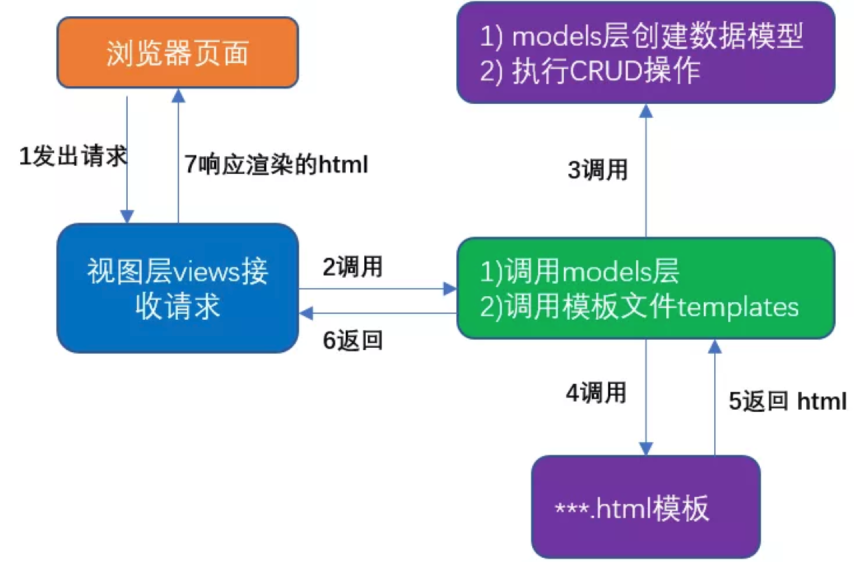 浏览器页面
1) models层创建数据模型
2) 执行CRUD操作
1发出请求
7响应渲染的html
3调用
视图层views接
收请求
2调用
6返回
1)调用models层
2)调用模板文件templates
4调用
5返回 html
***.html模板